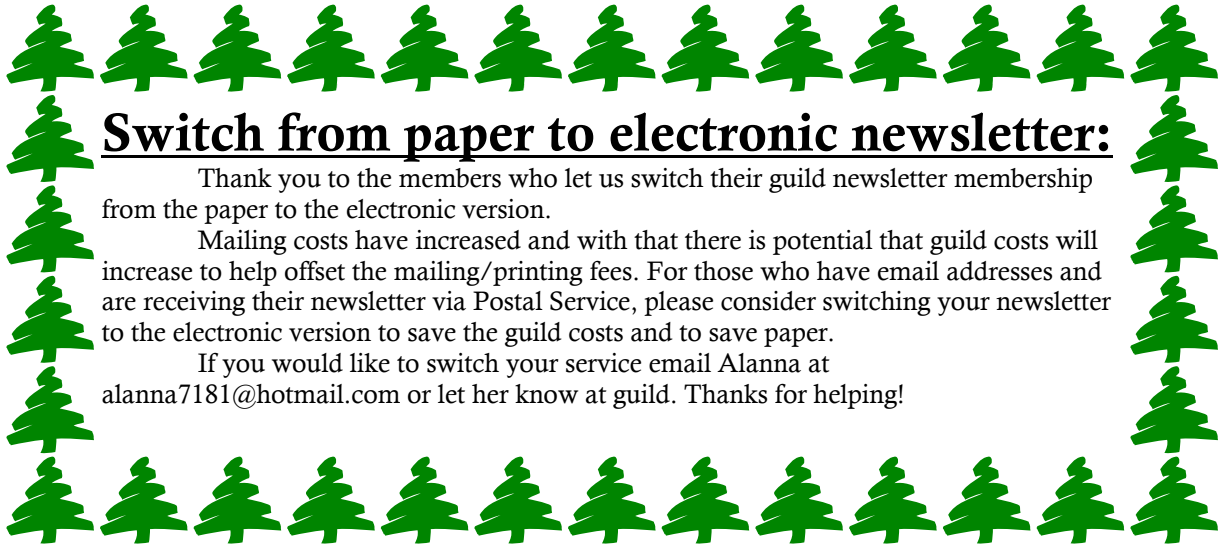 Switch from paper to electronic newsletter:
Thank you to the members who let us switch their guild newsletter membership
from the paper to the electronic version.
Mailing costs have increased and with that there is potential that guild costs will
increase to help offset the mailing/printing fees. For those who have email addresses and
are receiving their newsletter via Postal Service, please consider switching your newsletter
to the electronic version to save the guild costs and to save paper.
If you would like to switch your service email Alanna at
alanna7181@hotmail.com or let her know at guild. Thanks for helping!